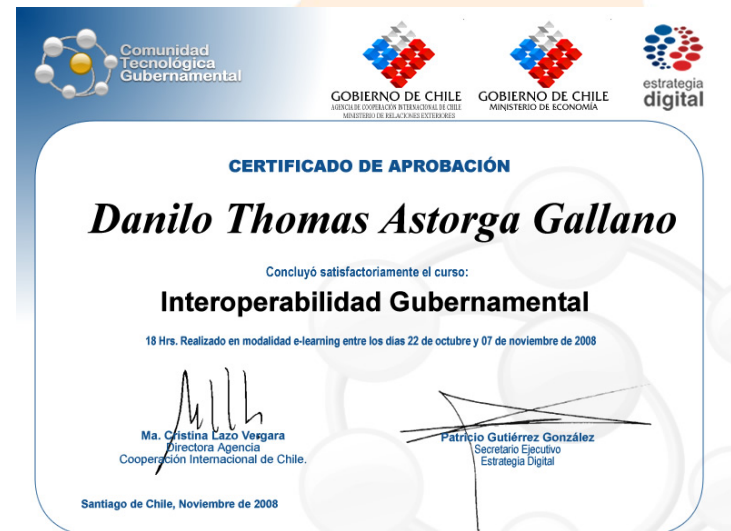 Comunidad
Tecnológica
Gubernamental
GOBIERNO DE CHILE
AGENCIA DE COOPERACION INTERNACIONAL DE CHILE
MINISTERIO DE RELACIONES EXTERIORES
GOBIERNO DE CHILE
MINISTERIO DE ECONOMÍA
estrategia
digital
CERTIFICADO DE APROBACIÓN
Danilo Thomas Astorga Gallano
Concluyó satisfactoriamente el curso:
Interoperabilidad Gubernamental
18 Hrs. Realizado en modalidad e-learning entre los dias 22 de octubre y 07 de noviembre de 2008
Ma. Cristina Lazo Vergara
Directora Agencia
Cooperación Internacional de Chile.
Patricio Gutiérrez González
Secretario Ejecutivo
Estrategia Digital
Santiago de Chile, Noviembre de 2008